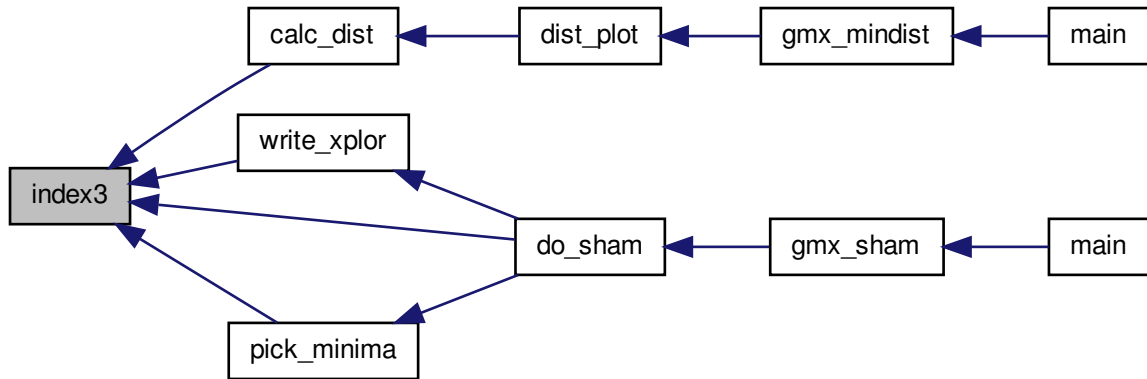 calc_dist
dist_plot
gmx_mindist
main
write_xplor
index3
do_sham
gmx_sham
main
pick_minima